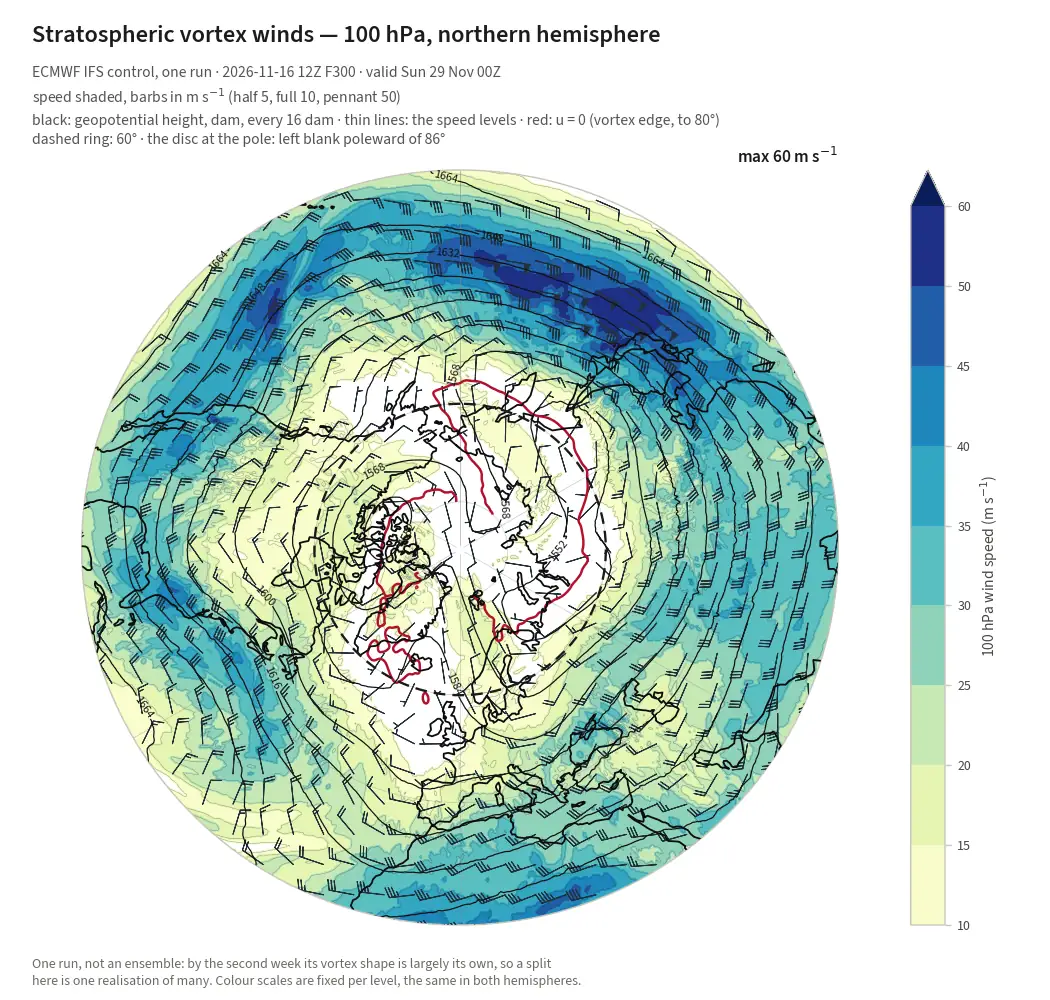 Stratospheric vortex winds — 100 hPa, northern hemisphere
ECMWF IFS control, one run · 2026-11-16 12Z F300 · valid Sun 29 Nov 00Z
speed shaded, barbs in m s⁻¹ (half 5, full 10, pennant 50)
black: geopotential height, dam, every 16 dam · thin lines: the speed levels · red: u = 0 (vortex edge, to 80°)
dashed ring: 60° · the disc at the pole: left blank poleward of 86°
max 60 m s⁻¹
1664
1632
1664
1664
1648
1568
1568
1568
1552
1600
1616
1584
1664
60
50
45
40
35
30
25
20
15
10
100 hPa wind speed (m s⁻¹)
One run, not an ensemble: by the second week its vortex shape is largely its own, so a split
here is one realisation of many. Colour scales are fixed per level, the same in both hemispheres.